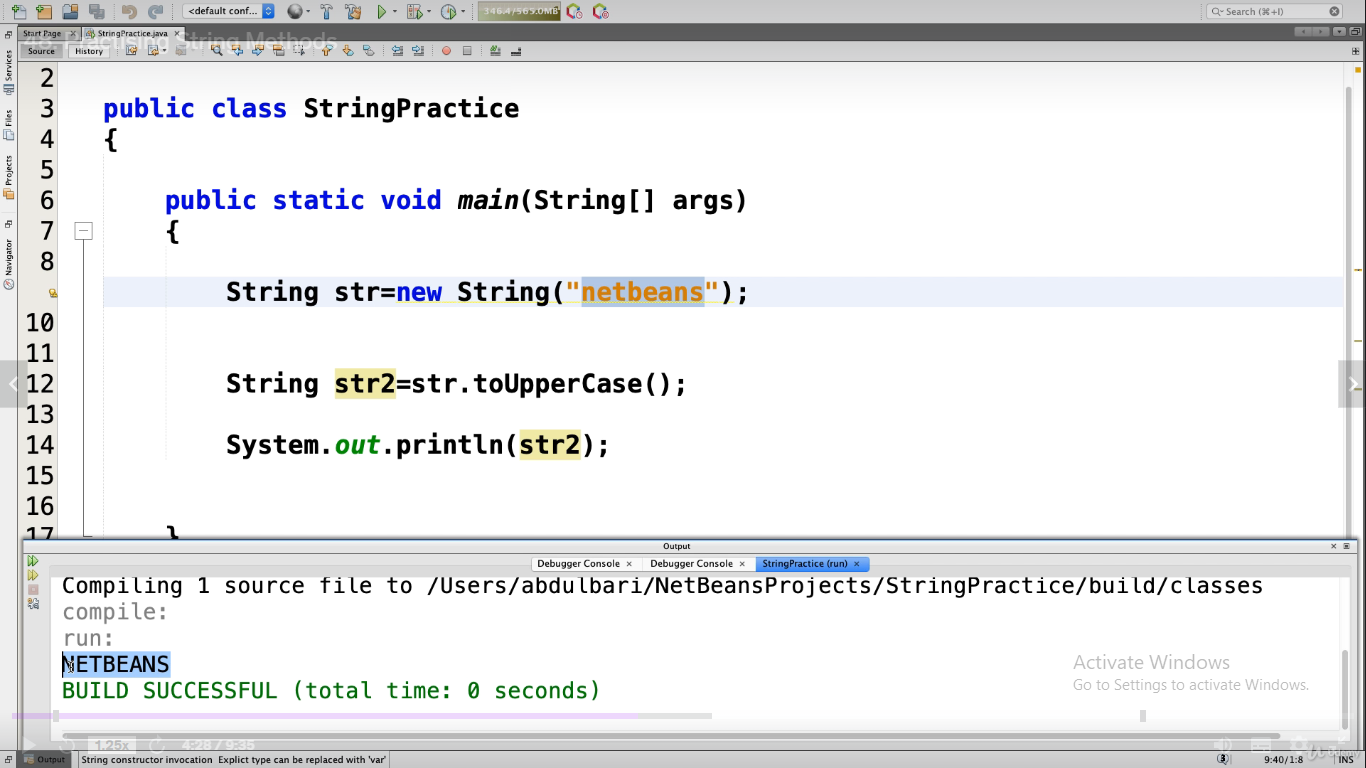 <default conf...
346.4/565.0MB
Search (⌘+I)
Start Page
StringPractice.java
String Methods
Source
History
Services
Files
Projects
Navigator
2
3 public class StringPractice
4 {
5
6 public static void main(String[] args)
7 {
8
String str=new String("netbeans");
10
11
12 String str2=str.toUpperCase();
13
14 System.out.println(str2);
15
16
17 }
Output
Debugger Console
Debugger Console
StringPractice (run)
Compiling 1 source file to /Users/abdulbari/NetBeansProjects/StringPractice/build/classes
compile:
run:
NETBEANS
BUILD SUCCESSFUL (total time: 0 seconds)
Activate Windows
Go to Settings to activate Windows.
1.25x
4:28 / 9:35
Output
String constructor invocation Explicit type can be replaced with 'var'
3
9:40/1:8
INS